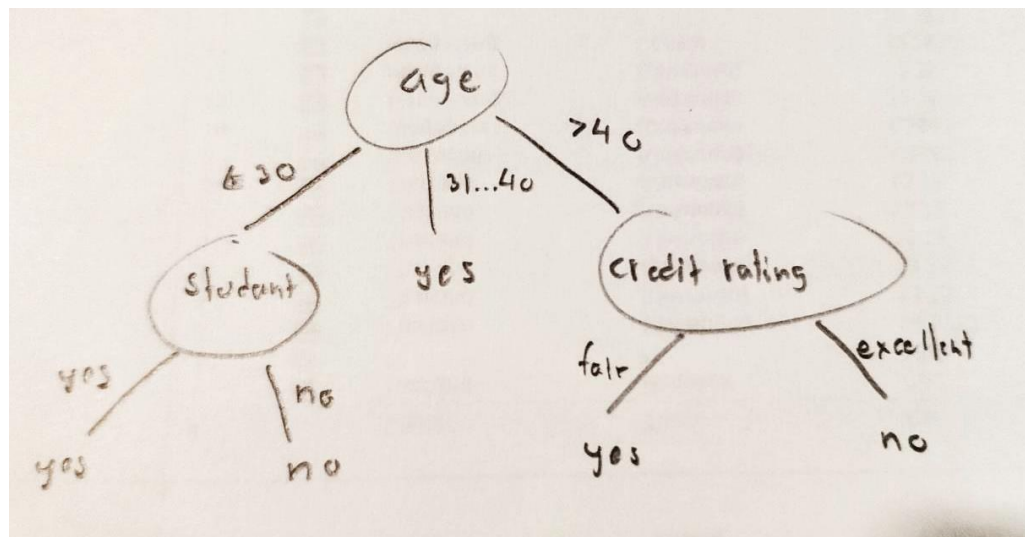 age
≤30
31...40
>40
student
yes
credit rating
yes
no
fair
excellent
yes
no
yes
no